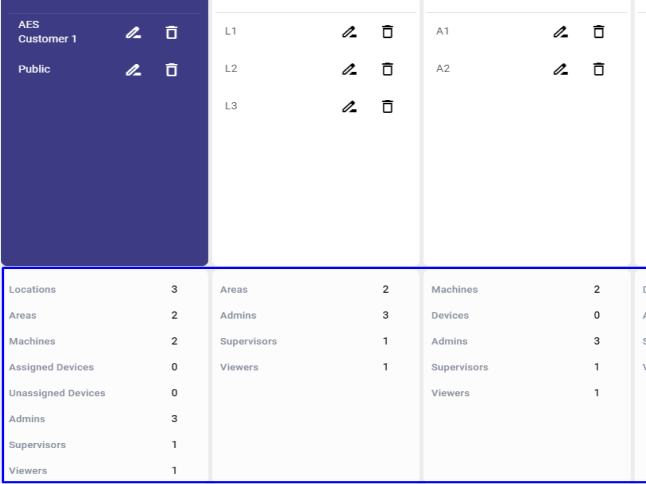 AES
Customer 1
Public
L1
L2
L3
A1
A2
Locations 3
Areas 2
Machines 2
Assigned Devices 0
Unassigned Devices 0
Admins 3
Supervisors 1
Viewers 1
Areas 2
Admins 3
Supervisors 1
Viewers 1
Machines 2
Devices 0
Admins 3
Supervisors 1
Viewers 1